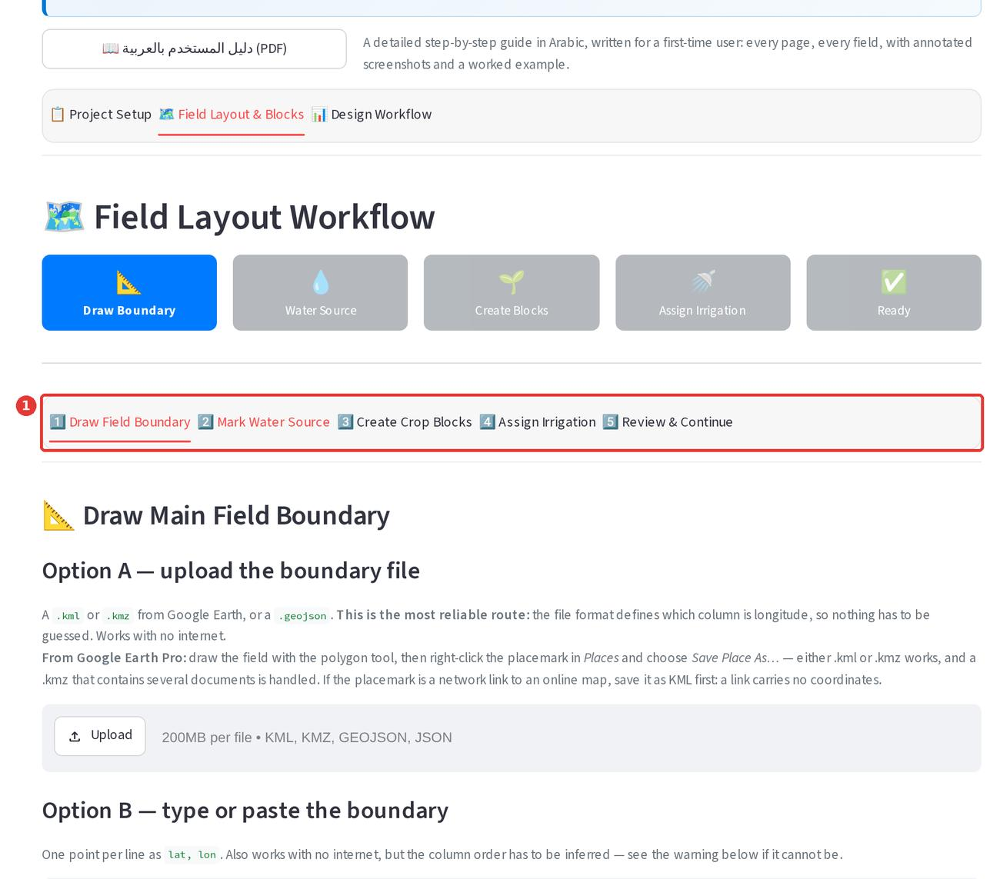 📖 دليل المستخدم بالعربية (PDF)
A detailed step-by-step guide in Arabic, written for a first-time user: every page, every field, with annotated
screenshots and a worked example.
📋 Project Setup 🗺️ Field Layout & Blocks 📊 Design Workflow
🗺️ Field Layout Workflow
📐 Draw Boundary
💧 Water Source
🌱 Create Blocks
🚿 Assign Irrigation
✅ Ready
1
1️⃣ Draw Field Boundary 2️⃣ Mark Water Source 3️⃣ Create Crop Blocks 4️⃣ Assign Irrigation 5️⃣ Review & Continue
📐 Draw Main Field Boundary
Option A — upload the boundary file
A .kml or .kmz from Google Earth, or a .geojson. This is the most reliable route: the file format defines which column is longitude, so nothing has to be
guessed. Works with no internet.
From Google Earth Pro: draw the field with the polygon tool, then right-click the placemark in Places and choose Save Place As… — either .kml or .kmz works, and a
.kmz that contains several documents is handled. If the placemark is a network link to an online map, save it as KML first: a link carries no coordinates.
Upload 200MB per file • KML, KMZ, GEOJSON, JSON
Option B — type or paste the boundary
One point per line as lat, lon. Also works with no internet, but the column order has to be inferred — see the warning below if it cannot be.